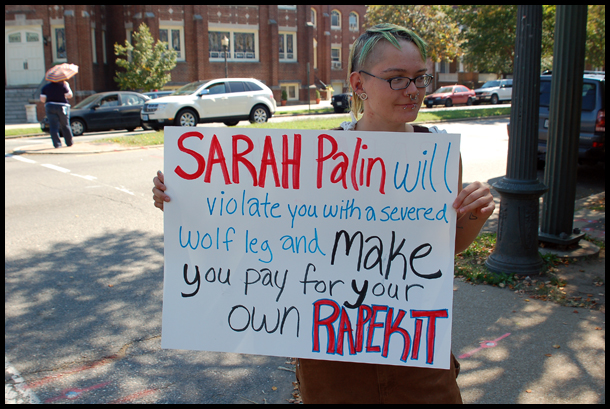 SARAH Palin will
violate you with a severed
wolf leg and MAKE
you pay for your
own RAPEKIT